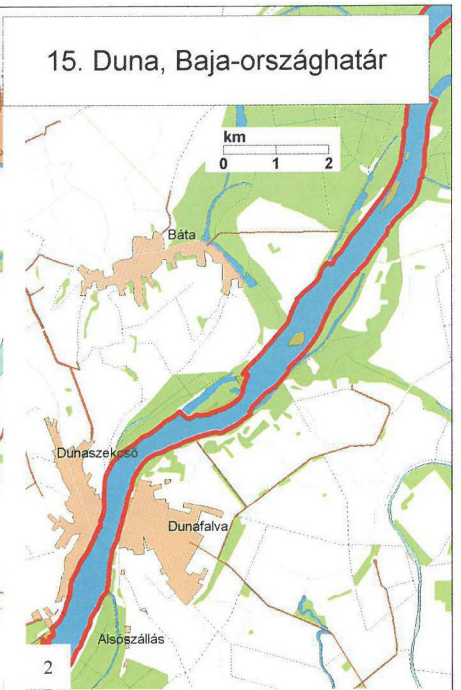 15. Duna, Baja-országhatár
km
0 1 2
Báta
Dunaszekcső
Dunafalva
Alsószállás
2